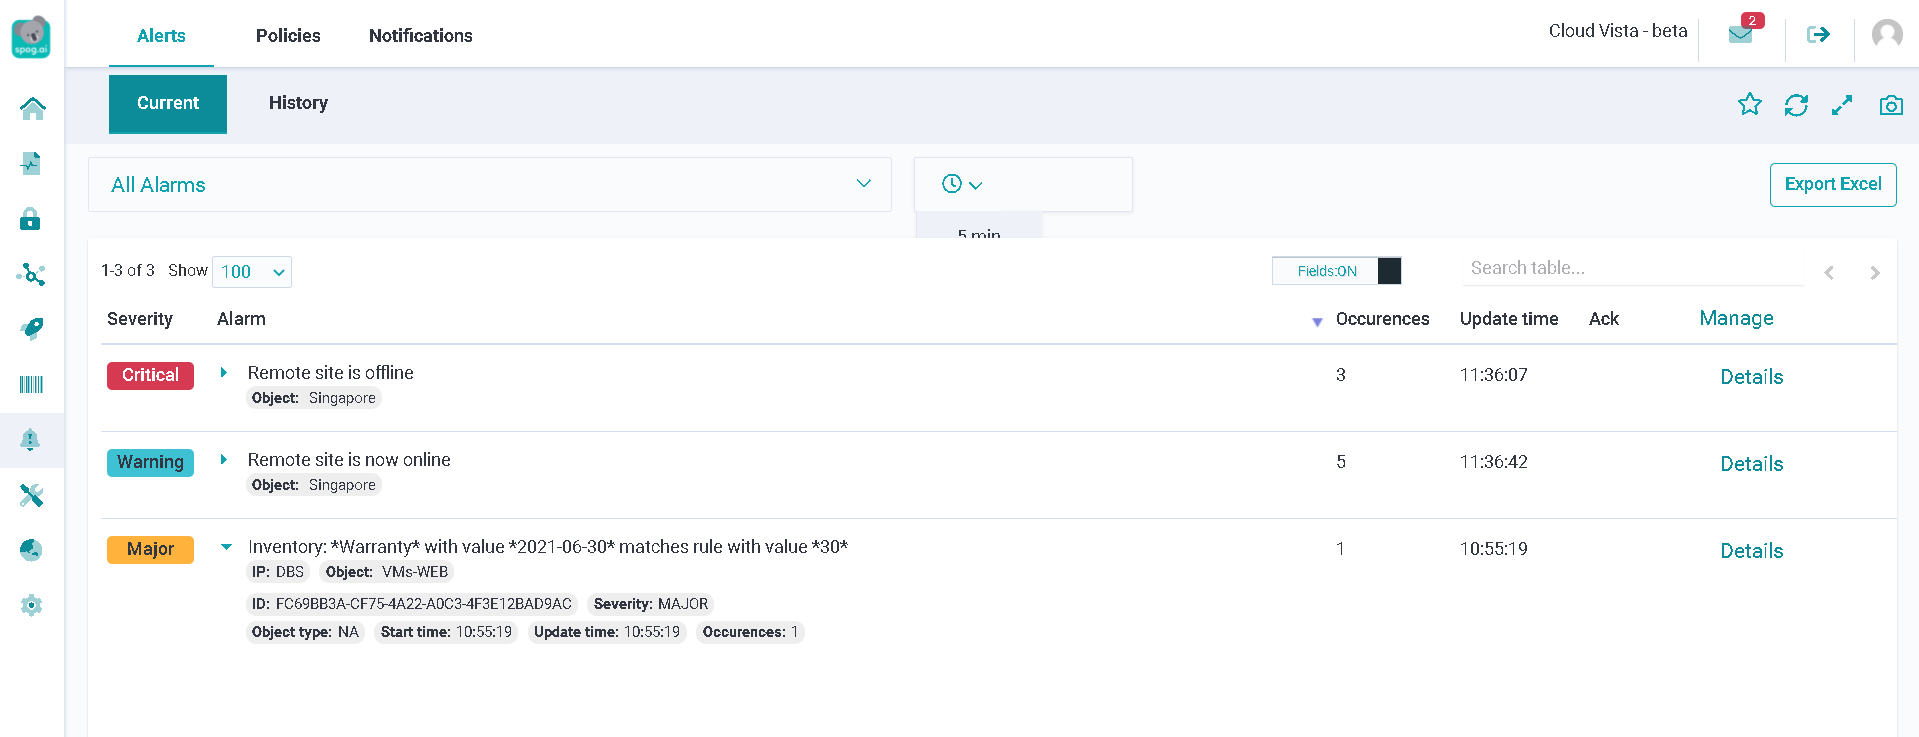 spog.ai
Alerts Policies Notifications
Cloud Vista - beta
2
Current History
All Alarms
Export Excel
5 min
1-3 of 3 Show 100
Fields:ON
Search table...
Severity Alarm Occurences Update time Ack Manage
Critical Remote site is offline 3 11:36:07 Details
Object: Singapore
Warning Remote site is now online 5 11:36:42 Details
Object: Singapore
Major Inventory: *Warranty* with value *2021-06-30* matches rule with value *30* 1 10:55:19 Details
IP: DBS Object: VMs-WEB
ID: FC69BB3A-CF75-4A22-A0C3-4F3E12BAD9AC Severity: MAJOR
Object type: NA Start time: 10:55:19 Update time: 10:55:19 Occurences: 1